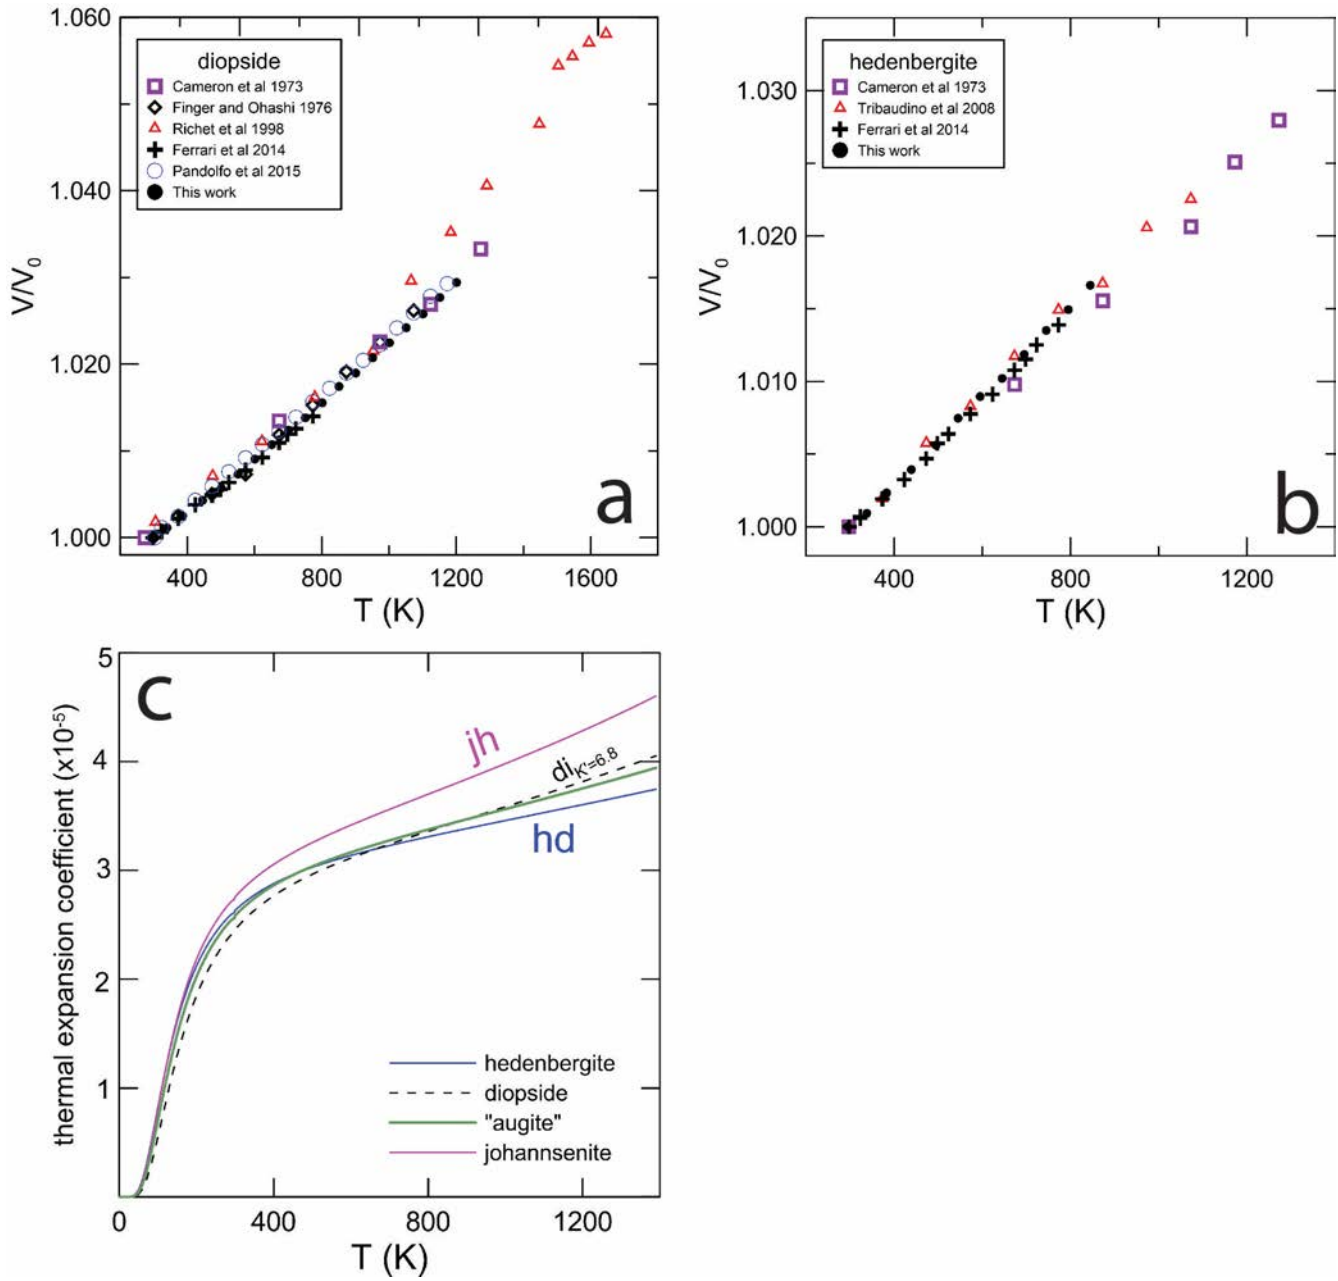 1.060
1.040
1.020
1.000
V/V0
diopside
Cameron et al 1973
Finger and Ohashi 1976
Richet et al 1998
Ferrari et al 2014
Pandolfo et al 2015
This work
a
400
800
1200
1600
T (K)
1.030
1.020
1.010
1.000
V/V0
hedenbergite
Cameron et al 1973
Tribaudino et al 2008
Ferrari et al 2014
This work
b
400
800
1200
T (K)
5
4
3
2
1
thermal expansion coefficient (x10-5)
c
jh
diK'=6.8
hd
hedenbergite
diopside
"augite"
johannsenite
0
400
800
1200
T (K)